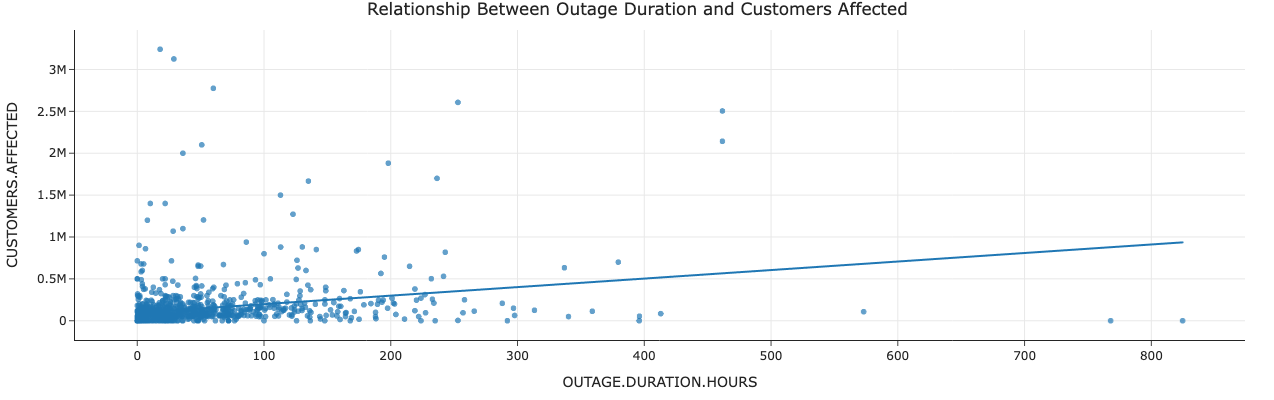 Relationship Between Outage Duration and Customers Affected
3M
2.5M
2M
1.5M
1M
0.5M
0
CUSTOMERS.AFFECTED
0 100 200 300 400 500 600 700 800
OUTAGE.DURATION.HOURS